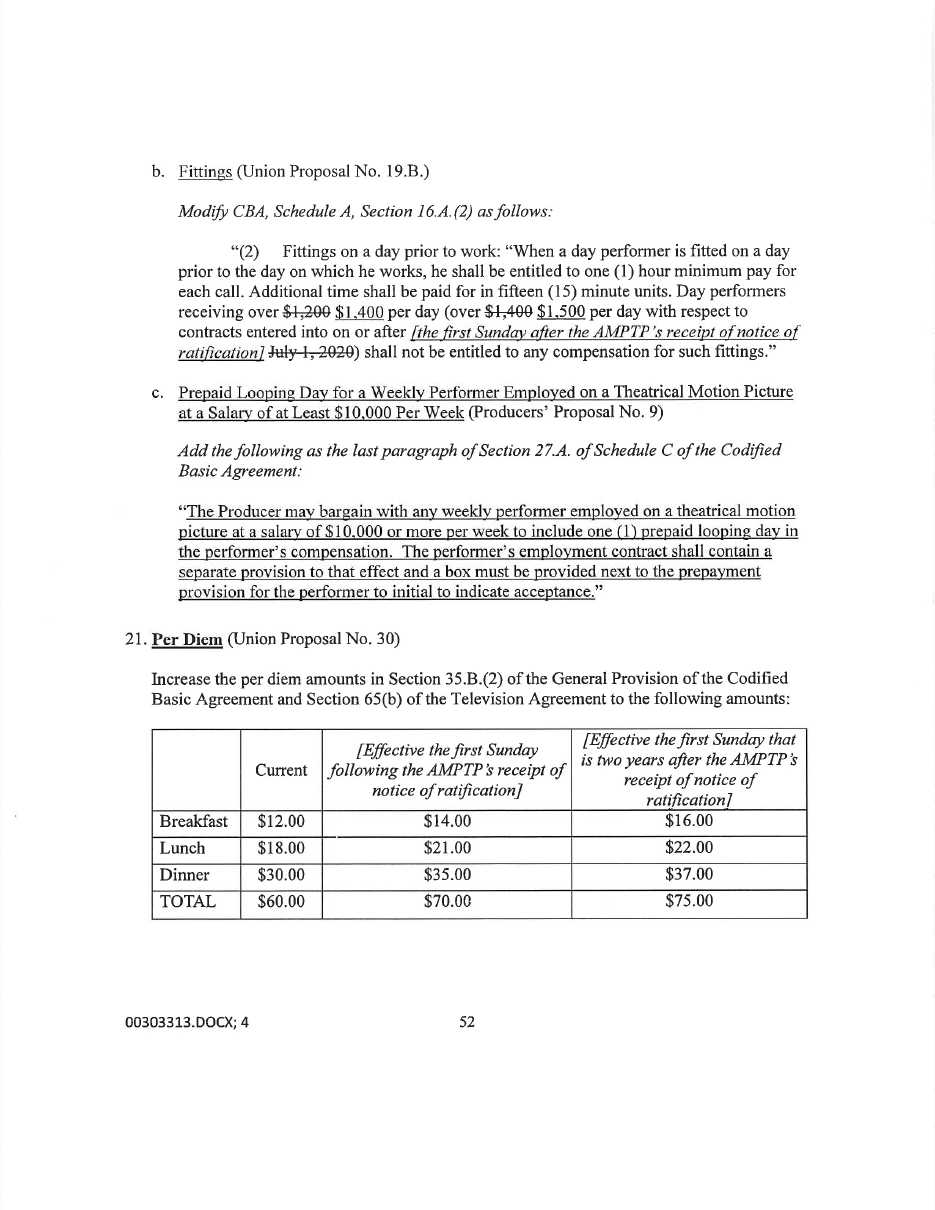 b. Fittings (Union Proposal No. 19.B.)
Modify CBA, Schedule A, Section 16.A.(2) as follows:
“(2) Fittings on a day prior to work: “When a day performer is fitted on a day
prior to the day on which he works, he shall be entitled to one (1) hour minimum pay for
each call. Additional time shall be paid for in fifteen (15) minute units. Day performers
receiving over $1,200 $1,400 per day (over $1,400 $1,500 per day with respect to
contracts entered into on or after [the first Sunday after the AMPTP’s receipt of notice of
ratification] July 1, 2020) shall not be entitled to any compensation for such fittings.”
c. Prepaid Looping Day for a Weekly Performer Employed on a Theatrical Motion Picture
at a Salary of at Least $10,000 Per Week (Producers’ Proposal No. 9)
Add the following as the last paragraph of Section 27.A. of Schedule C of the Codified
Basic Agreement:
“The Producer may bargain with any weekly performer employed on a theatrical motion
picture at a salary of $10,000 or more per week to include one (1) prepaid looping day in
the performer’s compensation. The performer’s employment contract shall contain a
separate provision to that effect and a box must be provided next to the prepayment
provision for the performer to initial to indicate acceptance.”
21. Per Diem (Union Proposal No. 30)
Increase the per diem amounts in Section 35.B.(2) of the General Provision of the Codified
Basic Agreement and Section 65(b) of the Television Agreement to the following amounts:
Current
[Effective the first Sunday
following the AMPTP’s receipt of
notice of ratification]
[Effective the first Sunday that
is two years after the AMPTP’s
receipt of notice of
ratification]
Breakfast $12.00 $14.00 $16.00
Lunch $18.00 $21.00 $22.00
Dinner $30.00 $35.00 $37.00
TOTAL $60.00 $70.00 $75.00
00303313.DOCX; 4 52